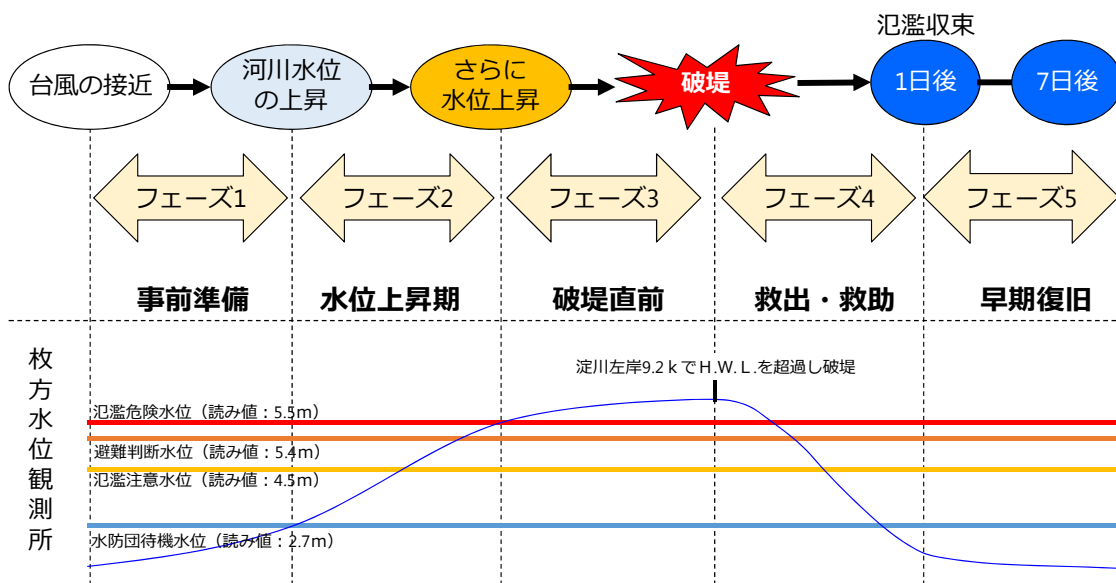 氾濫収束
台風の接近
河川水位
の上昇
さらに
水位上昇
破堤
1日後
7日後
フェーズ1
フェーズ2
フェーズ3
フェーズ4
フェーズ5
事前準備
水位上昇期
破堤直前
救出・救助
早期復旧
枚方水位観測所
淀川左岸9.2ｋでH.W.L.を超過し破堤
氾濫危険水位（読み値：5.5m）
避難判断水位（読み値：5.4m）
氾濫注意水位（読み値：4.5m）
水防団待機水位（読み値：2.7m）